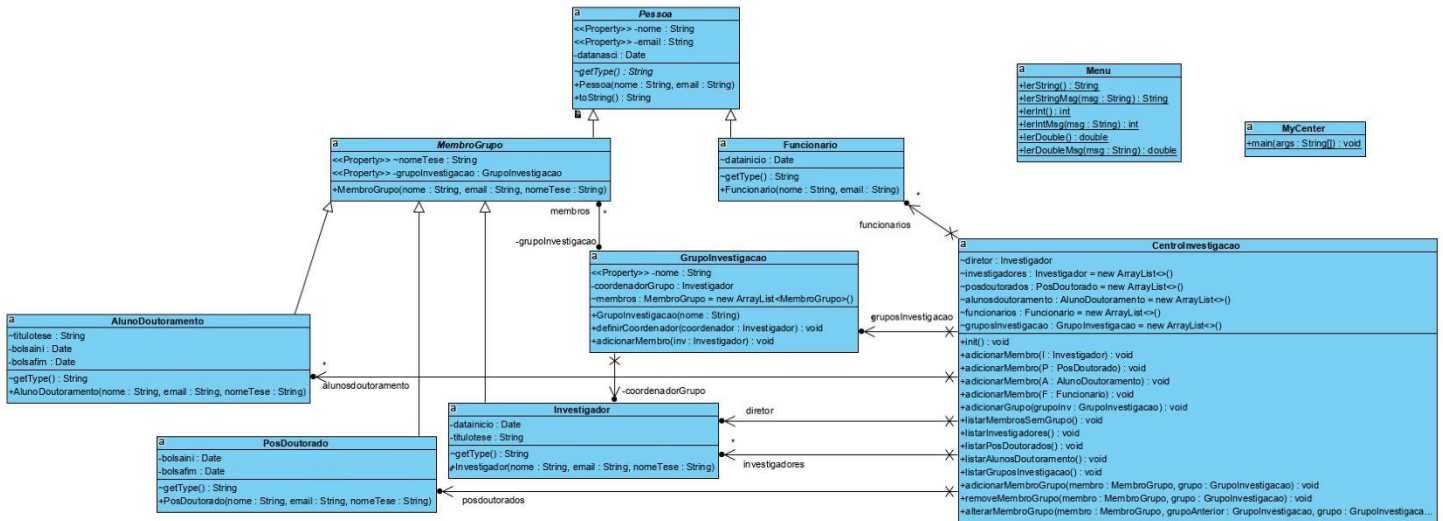 a
Pessoa
<<Property>> -nome : String
<<Property>> -email : String
-datanasci : Date
~getType() : String
+Pessoa(nome : String, email : String)
+toString() : String
a
Menu
+lerString() : String
+lerStringMsg(msg : String) : String
+lerInt() : int
+lerIntMsg(msg : String) : int
+lerDouble() : double
+lerDoubleMsg(msg : String) : double
a
MyCenter
+main(args : String[]) : void
a
MembroGrupo
<<Property>> ~nomeTese : String
<<Property>> -grupoInvestigacao : GrupoInvestigacao
+MembroGrupo(nome : String, email : String, nomeTese : String)
a
Funcionario
~datainicio : Date
~getType() : String
+Funcionario(nome : String, email : String)
membros
*
-grupoInvestigacao
*
funcionarios
a
GrupoInvestigacao
<<Property>> -nome : String
-coordenadorGrupo : Investigador
~membros : MembroGrupo = new ArrayList<MembroGrupo>()
+GrupoInvestigacao(nome : String)
+definirCoordenador(coordenador : Investigador) : void
+adicionarMembro(inv : Investigador) : void
*
gruposInvestigacao
a
CentroInvestigacao
~diretor : Investigador
~investigadores : Investigador = new ArrayList<>()
~posdoutorados : PosDoutorado = new ArrayList<>()
~alunosdoutoramento : AlunoDoutoramento = new ArrayList<>()
~funcionarios : Funcionario = new ArrayList<>()
~gruposInvestigacao : GrupoInvestigacao = new ArrayList<>()
+init() : void
+adicionarMembro(I : Investigador) : void
+adicionarMembro(P : PosDoutorado) : void
+adicionarMembro(A : AlunoDoutoramento) : void
+adicionarMembro(F : Funcionario) : void
+adicionarGrupo(grupoInv : GrupoInvestigacao) : void
+listarMembrosSemGrupo() : void
+listarInvestigadores() : void
+listarPosDoutorados() : void
+listarAlunosDoutoramento() : void
+listarGruposInvestigacao() : void
+adicionarMembroGrupo(membro : MembroGrupo, grupo : GrupoInvestigacao) : void
+removeMembroGrupo(membro : MembroGrupo, grupo : GrupoInvestigacao) : void
+alterarMembroGrupo(membro : MembroGrupo, grupoAnterior : GrupoInvestigacao, grupo : GrupoInvestigaca...
a
AlunoDoutoramento
~titulotese : String
-bolsaini : Date
-bolsafim : Date
~getType() : String
+AlunoDoutoramento(nome : String, email : String, nomeTese : String)
*
alunosdoutoramento
-coordenadorGrupo
a
Investigador
-datainicio : Date
-titulotese : String
~getType() : String
+Investigador(nome : String, email : String, nomeTese : String)
diretor
*
investigadores
a
PosDoutorado
-bolsaini : Date
-bolsafim : Date
~getType() : String
+PosDoutorado(nome : String, email : String, nomeTese : String)
*
posdoutorados